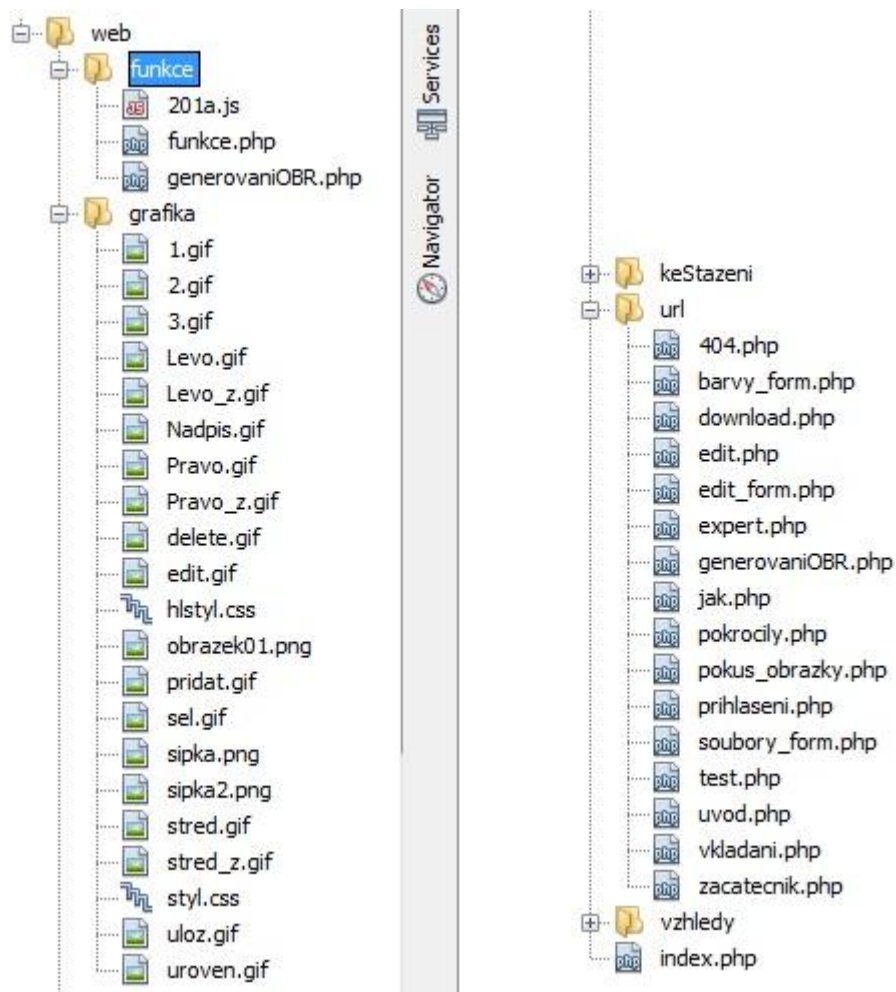 web
funkce
201a.js
funkce.php
generovaniOBR.php
grafika
1.gif
2.gif
3.gif
Levo.gif
Levo_z.gif
Nadpis.gif
Pravo.gif
Pravo_z.gif
delete.gif
edit.gif
hlstyl.css
obrazek01.png
pridat.gif
sel.gif
sipka.png
sipka2.png
stred.gif
stred_z.gif
styl.css
uloz.gif
uroven.gif
Services
Navigator
keStazeni
url
404.php
barvy_form.php
download.php
edit.php
edit_form.php
expert.php
generovaniOBR.php
jak.php
pokrocily.php
pokus_obrazky.php
prihlaseni.php
soubory_form.php
test.php
uvod.php
vkladani.php
zacatecnik.php
vzhledy
index.php